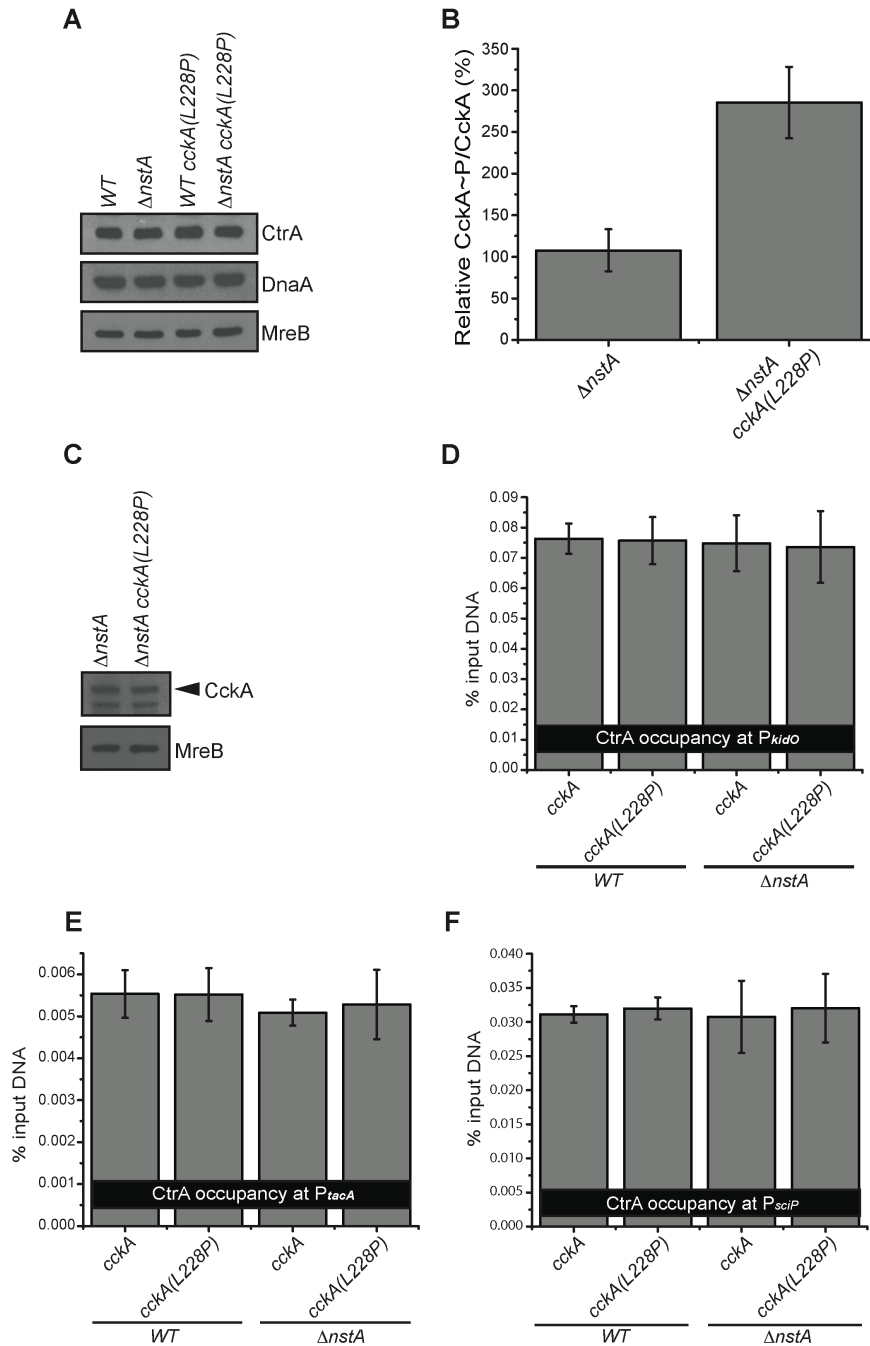 A
WT
ΔnstA
WT cckA(L228P)
ΔnstA cckA(L228P)
CtrA
DnaA
MreB
B
Relative CckA~P/CckA (%)
350
300
250
200
150
100
50
0
ΔnstA
ΔnstA
cckA(L228P)
C
ΔnstA
ΔnstA cckA(L228P)
CckA
MreB
D
% input DNA
0.09
0.08
0.07
0.06
0.05
0.04
0.03
0.02
0.01
0.00
CtrA occupancy at PkidO
cckA
cckA(L228P)
cckA
cckA(L228P)
WT
ΔnstA
E
% input DNA
0.006
0.005
0.004
0.003
0.002
0.001
0.000
CtrA occupancy at PtacA
cckA
cckA(L228P)
cckA
cckA(L228P)
WT
ΔnstA
F
% input DNA
0.040
0.035
0.030
0.025
0.020
0.015
0.010
0.005
0.000
CtrA occupancy at PsciP
cckA
cckA(L228P)
cckA
cckA(L228P)
WT
ΔnstA